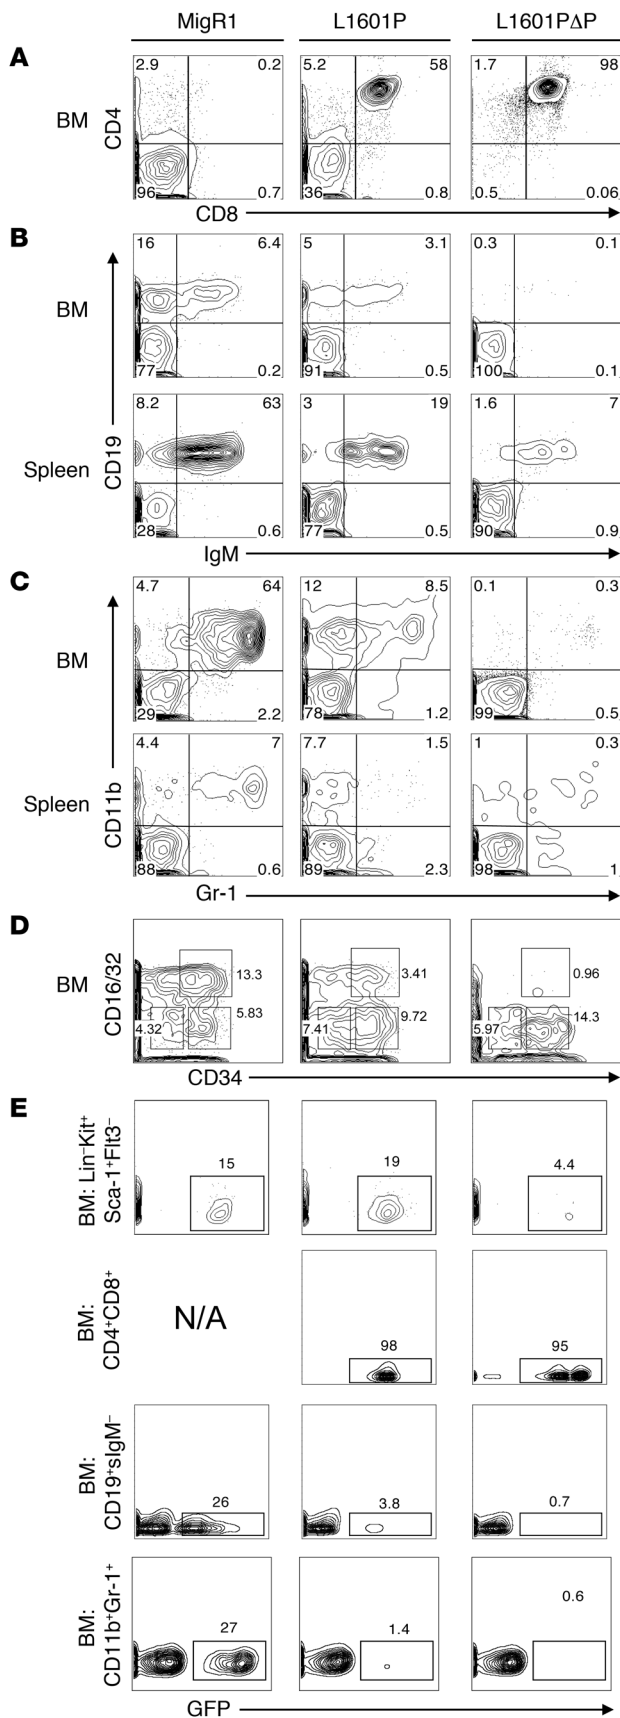 MigR1 L1601P L1601PΔP
A
BM
CD4
2.9 0.2 5.2 58 1.7 98
96 0.7 36 0.8 0.5 0.06
CD8
B
BM
16 6.4 5 3.1 0.3 0.1
77 0.2 91 0.5 100 0.1
CD19
Spleen
8.2 63 3 19 1.6 7
28 0.6 77 0.5 90 0.9
IgM
C
BM
4.7 64 12 8.5 0.1 0.3
29 2.2 78 1.2 99 0.5
CD11b
Spleen
4.4 7 7.7 1.5 1 0.3
88 0.6 89 2.3 98 1
Gr-1
D
BM
CD16/32
13.3 3.41 0.96
4.32 5.83 7.41 9.72 5.97 14.3
CD34
E
BM: Lin⁻Kit⁺
Sca-1⁺Flt3⁻
15 19 4.4
BM:
CD4⁺CD8⁺
N/A 98 95
BM:
CD19⁺sIgM⁻
26 3.8 0.7
BM:
CD11b⁺Gr-1⁺
27 1.4 0.6
GFP